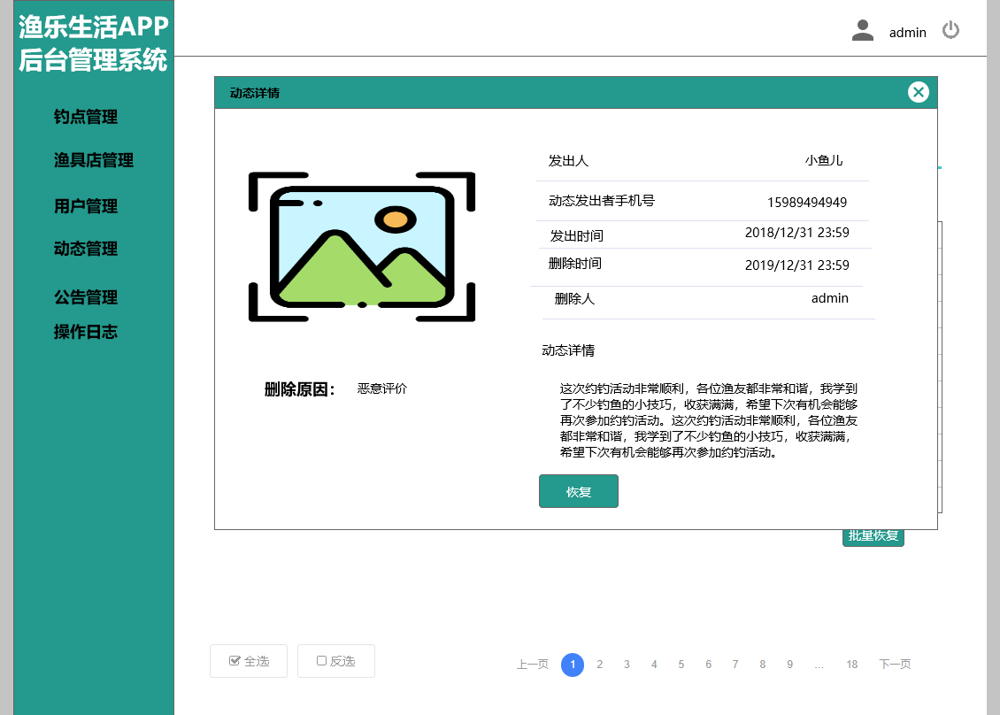 渔乐生活APP
后台管理系统
admin
钓点管理
渔具店管理
用户管理
动态管理
公告管理
操作日志
动态详情
发出人 小鱼儿
动态发出者手机号 15989494949
发出时间 2018/12/31 23:59
删除时间 2019/12/31 23:59
删除人 admin
删除原因： 恶意评价
动态详情
这次约钓活动非常顺利，各位渔友都非常和谐，我学到
了不少钓鱼的小技巧，收获满满，希望下次有机会能够
再次参加约钓活动。这次约钓活动非常顺利，各位渔友
都非常和谐，我学到了不少钓鱼的小技巧，收获满满，
希望下次有机会能够再次参加约钓活动。
恢复
批量恢复
全选 反选
上一页 1 2 3 4 5 6 7 8 9 ... 18 下一页